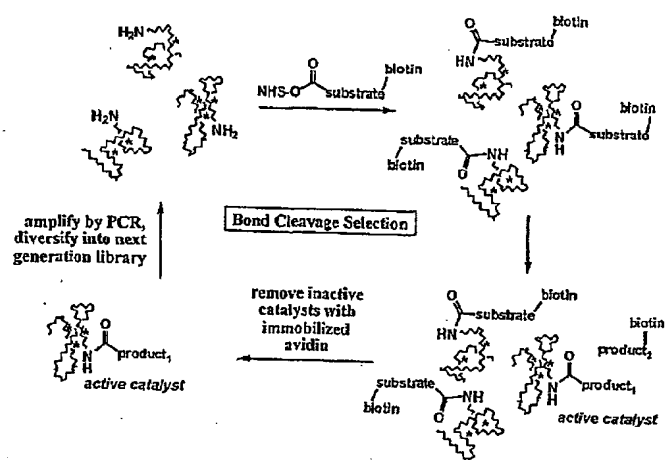 H₂N
H₂N
NH₂
NHS-O
O
substrate
biotin
O
substrate
biotin
HN
substrate
biotin
O
NH
O
N
H
substrate
biotin
amplify by PCR,
diversify into next
generation library
Bond Cleavage Selection
remove inactive
catalysts with
immobilized
avidin
O
N
H
product₁
active catalyst
O
substrate
biotin
HN
substrate
biotin
O
NH
O
N
H
product₁
active catalyst
biotin
product₂